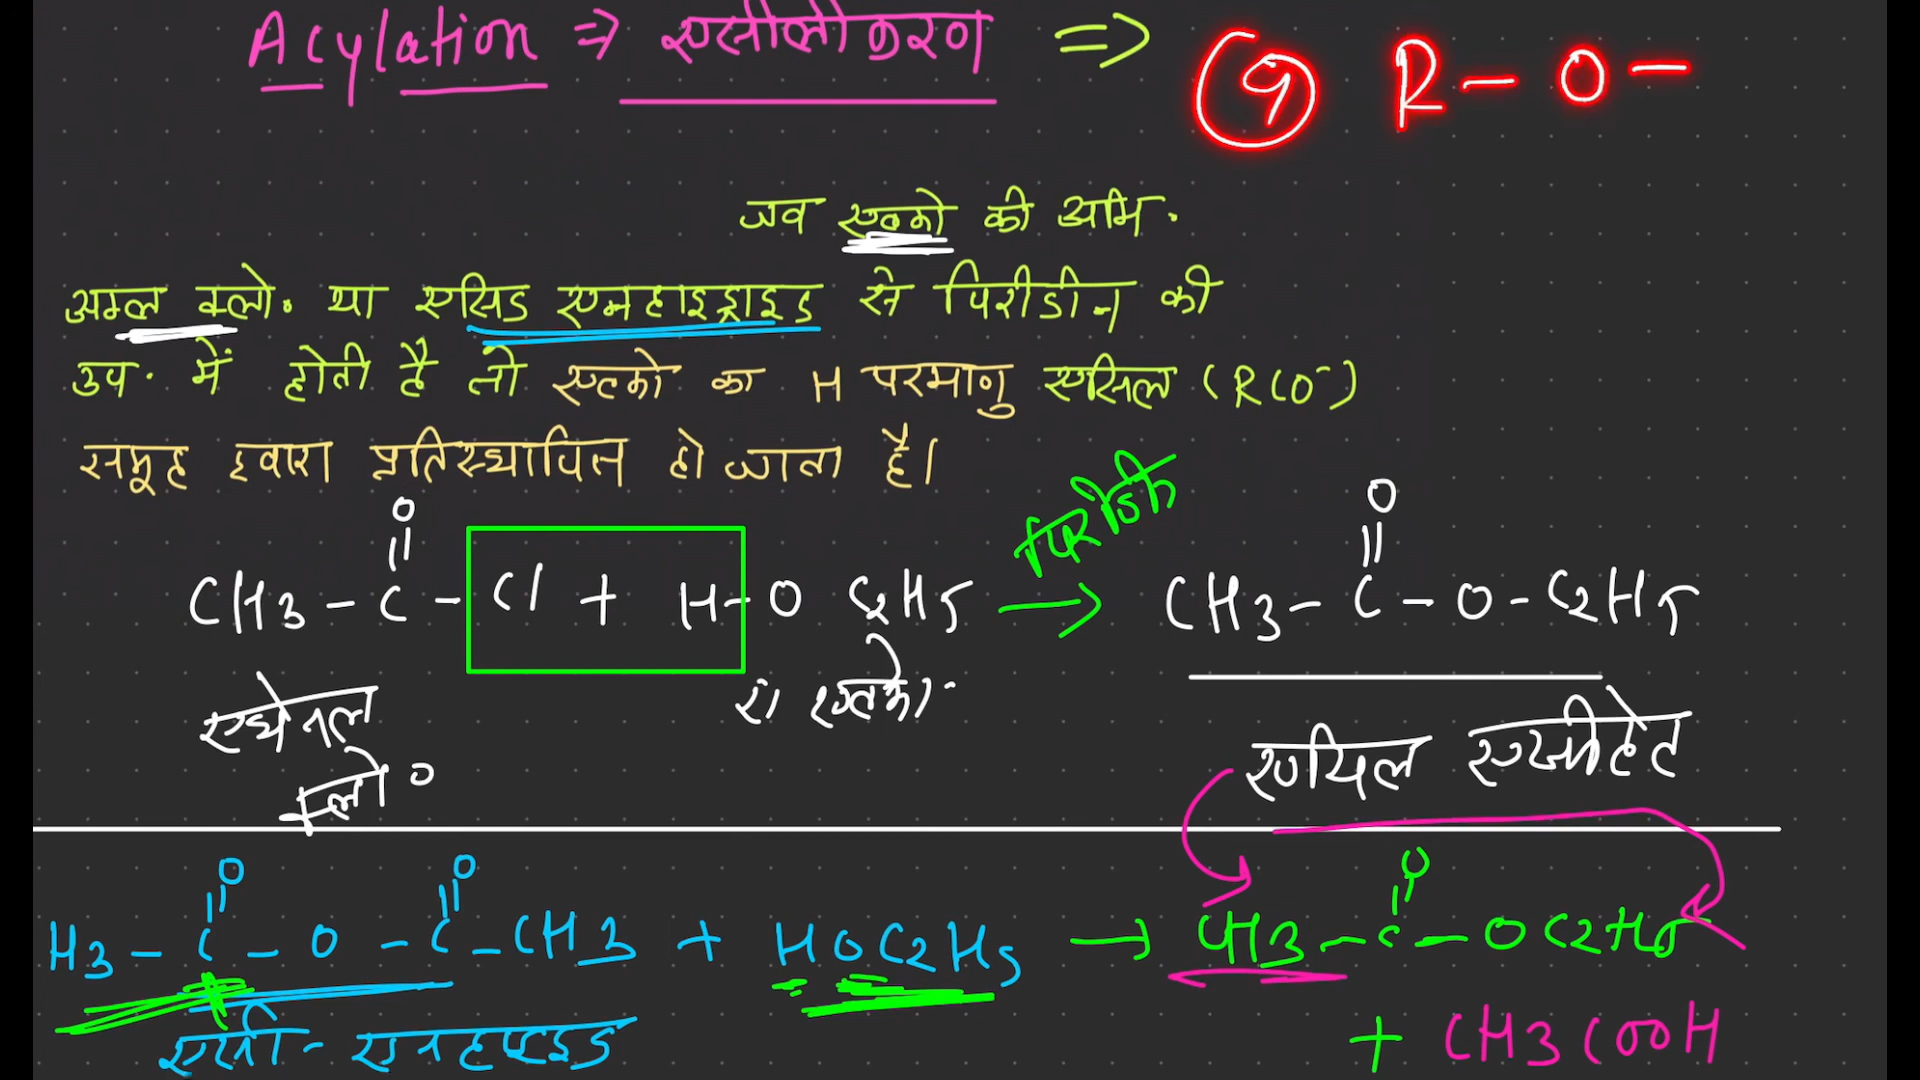 Acylation ⇒ एसीलीकरण ⇒ (9) R - O -
जब एल्को की अभि.
अम्ल क्लो. या एसिड एनहाइड्राइड से पिरीडीन की
उप. में होती है तो एल्को का H परमाणु एसिल (RCO⁻)
समूह द्वारा प्रतिस्थापित हो जाता है।
O O
|| पिरीडीन ||
CH3 - C - Cl + H-O C2H5 → CH3 - C - O - C2H5
एथेनल एल्को.
क्लो० एथिल एसीटेट
O O O
|| || ||
H3 - C - O - C - CH3 + HOC2H5 → CH3 - C - OC2H5
एसी- एनहाइड्राइड + CH3COOH